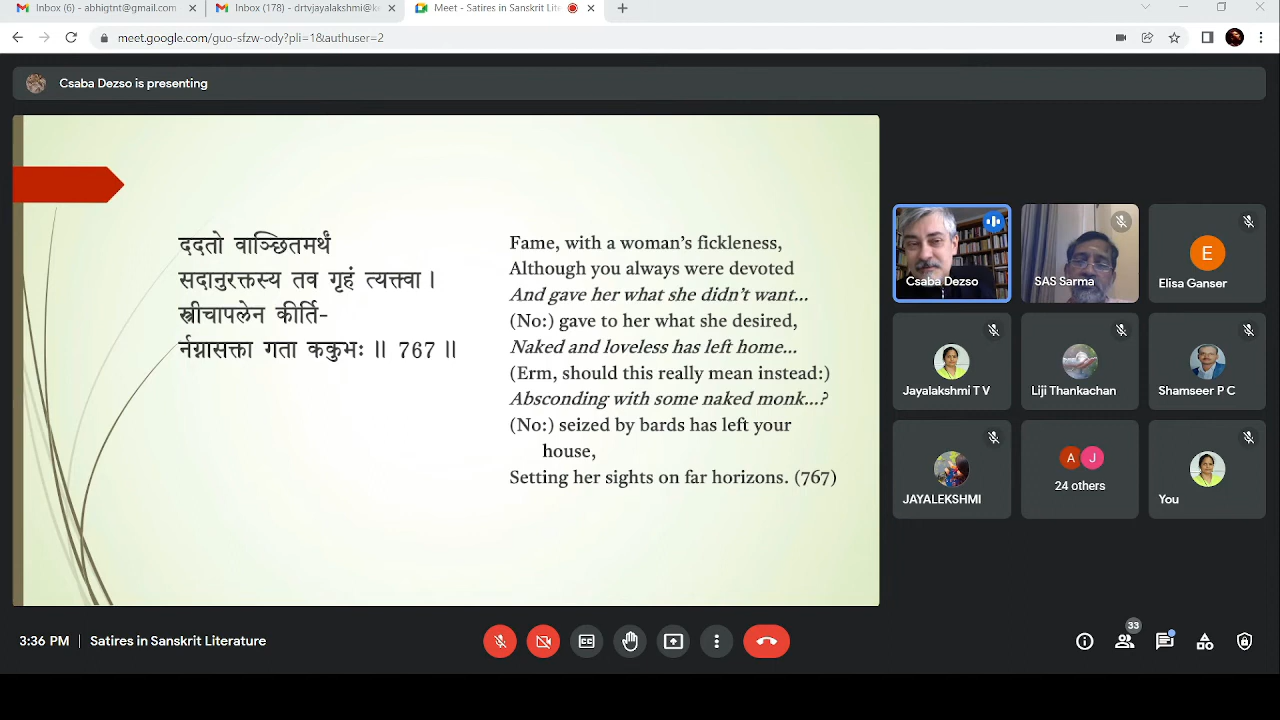 Inbox (6) - abhigtnt@gmail.com
Inbox (178) - drtvjayalakshmi@ke
Meet - Satires in Sanskrit Lite
meet.google.com/guo-sfzw-ody?pli=1&authuser=2
Csaba Dezso is presenting
ददतो वाञ्छितमर्थं
सदानुरक्तस्य तव गृहं त्यक्त्वा ।
स्त्रीचापलेन कीर्ति-
र्नग्नासक्ता गता ककुभः ॥ 767 ॥
Fame, with a woman’s fickleness,
Although you always were devoted
And gave her what she didn’t want...
(No:) gave to her what she desired,
Naked and loveless has left home...
(Erm, should this really mean instead:)
Absconding with some naked monk...?
(No:) seized by bards has left your
house,
Setting her sights on far horizons. (767)
Csaba Dezso
SAS Sarma
E
Elisa Ganser
Jayalakshmi T V
Liji Thankachan
Shamseer P C
JAYALEKSHMI
A J
24 others
You
3:36 PM | Satires in Sanskrit Literature
33